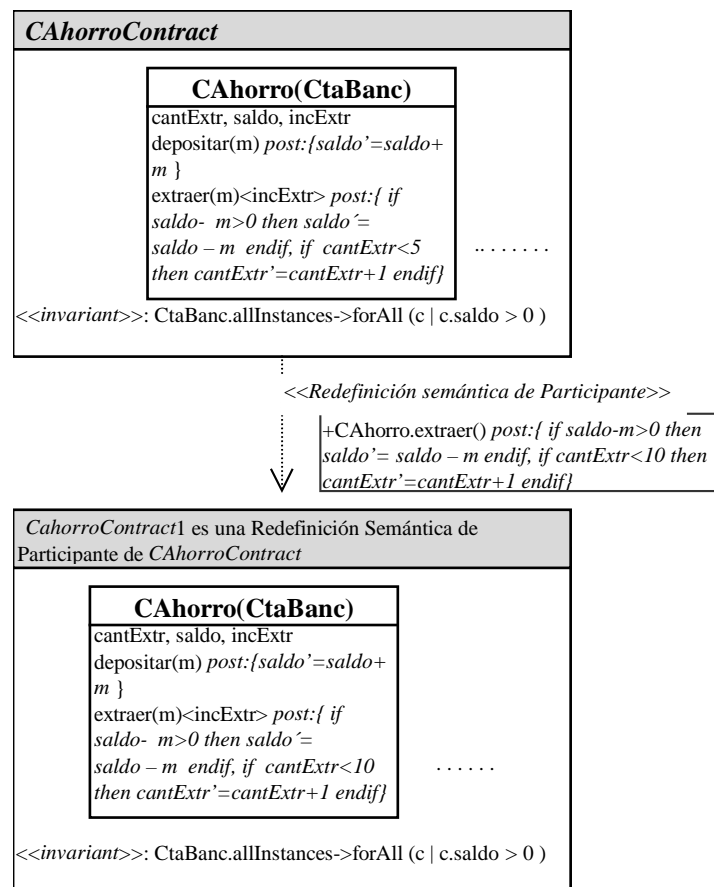 CAhorroContract
CAhorro(CtaBanc)
cantExtr, saldo, incExtr
depositar(m) post:{saldo’=saldo+
m }
extraer(m)<incExtr> post:{ if
saldo- m>0 then saldo´=
saldo – m endif, if cantExtr<5
then cantExtr’=cantExtr+1 endif}
.. . . . . . .
<<invariant>>: CtaBanc.allInstances->forAll (c | c.saldo > 0 )
<<Redefinición semántica de Participante>>
+CAhorro.extraer() post:{ if saldo-m>0 then
saldo’= saldo – m endif, if cantExtr<10 then
cantExtr’=cantExtr+1 endif}
CahorroContract1 es una Redefinición Semántica de
Participante de CAhorroContract
CAhorro(CtaBanc)
cantExtr, saldo, incExtr
depositar(m) post:{saldo’=saldo+
m }
extraer(m)<incExtr> post:{ if
saldo- m>0 then saldo´=
saldo – m endif, if cantExtr<10
then cantExtr’=cantExtr+1 endif}
. . . . . .
<<invariant>>: CtaBanc.allInstances->forAll (c | c.saldo > 0 )